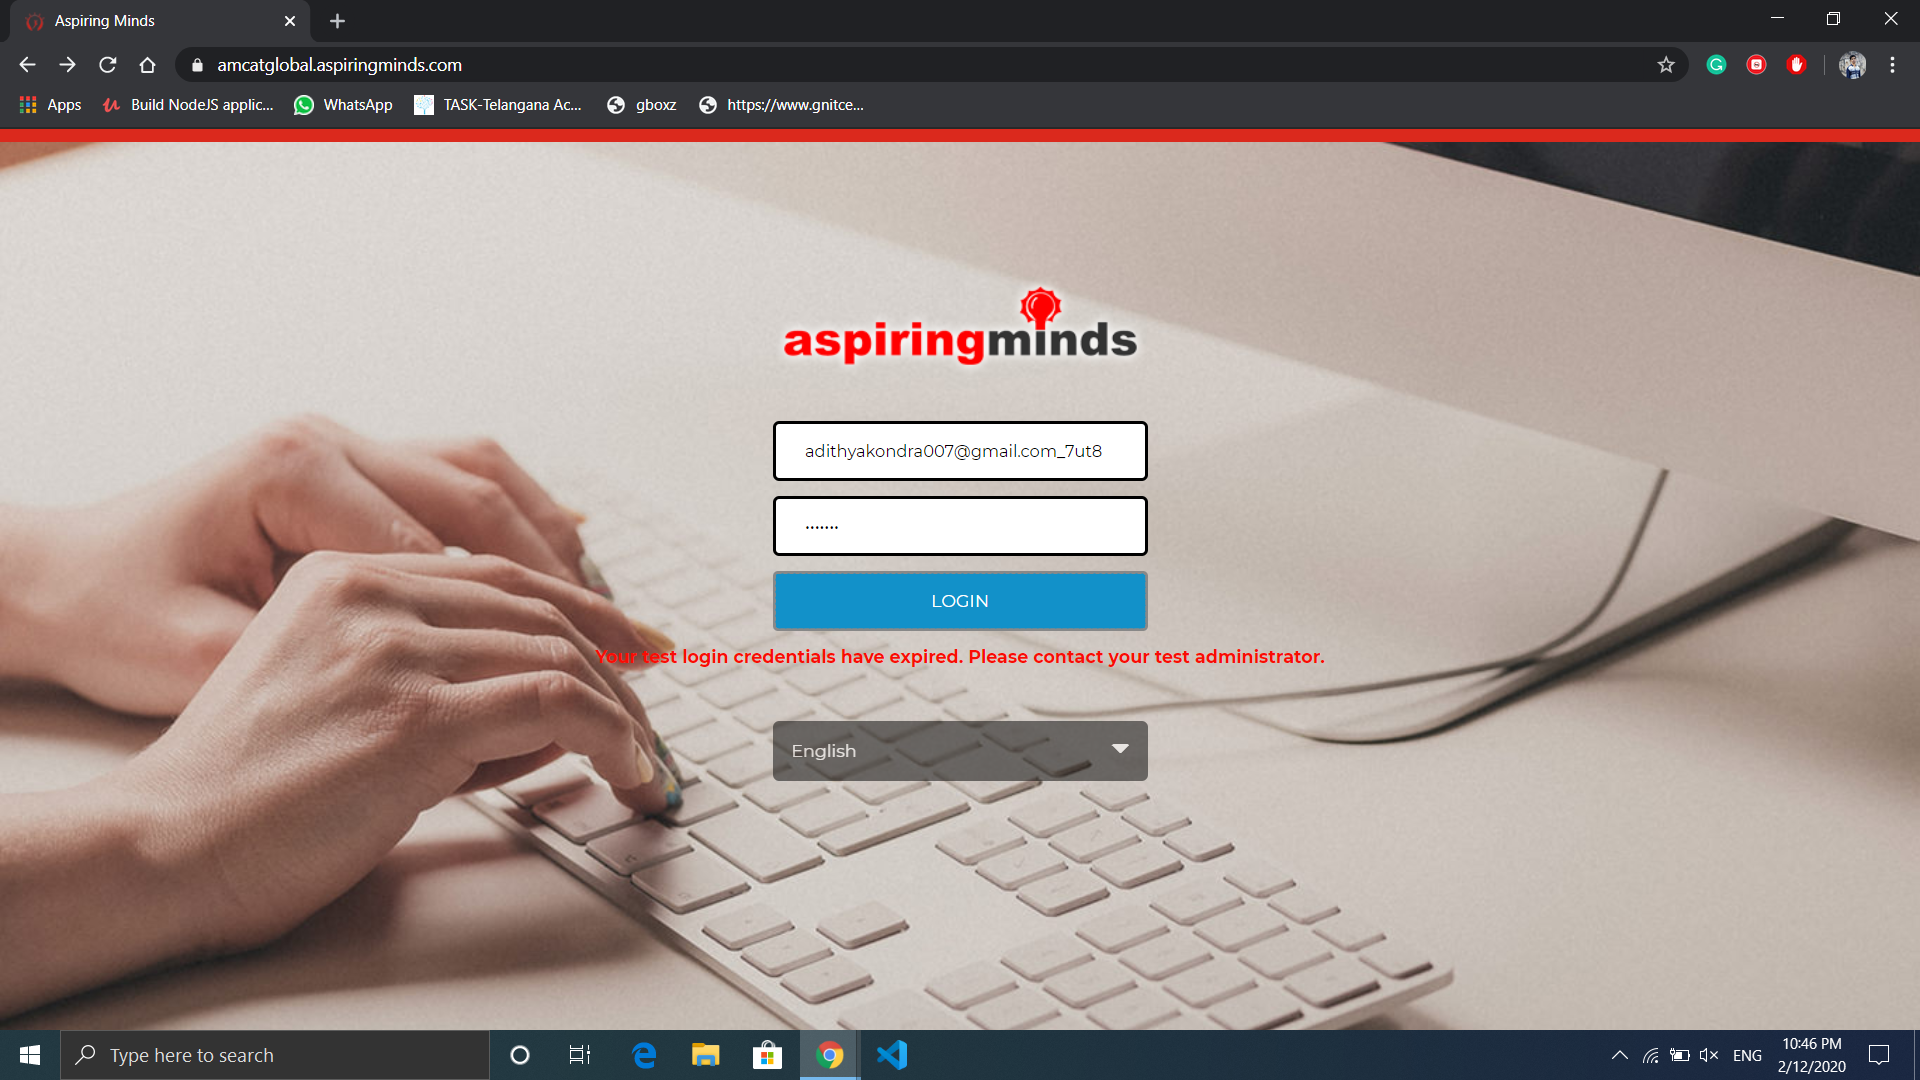 Aspiring Minds
amcatglobal.aspiringminds.com
Apps
Build NodeJS applic...
WhatsApp
TASK-Telangana Ac...
gboxz
https://www.gnitce...
aspiringminds
adithyakondra007@gmail.com_7ut8
.......
LOGIN
Your test login credentials have expired. Please contact your test administrator.
English
Type here to search
ENG
10:46 PM
2/12/2020